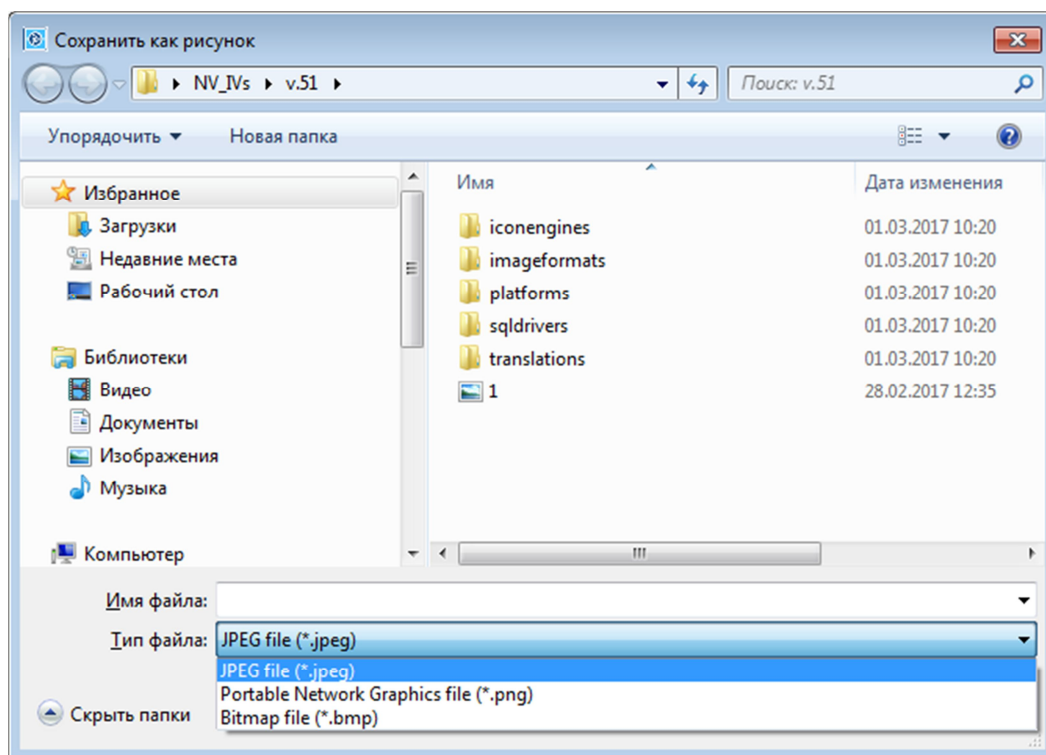 Сохранить как рисунок
NV_IVs v.51
Поиск: v.51
Упорядочить
Новая папка
Избранное
Загрузки
Недавние места
Рабочий стол
Библиотеки
Видео
Документы
Изображения
Музыка
Компьютер
Имя Дата изменения
iconengines 01.03.2017 10:20
imageformats 01.03.2017 10:20
platforms 01.03.2017 10:20
sqldrivers 01.03.2017 10:20
translations 01.03.2017 10:20
1 28.02.2017 12:35
Имя файла:
Тип файла: JPEG file (*.jpeg)
JPEG file (*.jpeg)
Portable Network Graphics file (*.png)
Bitmap file (*.bmp)
Скрыть папки